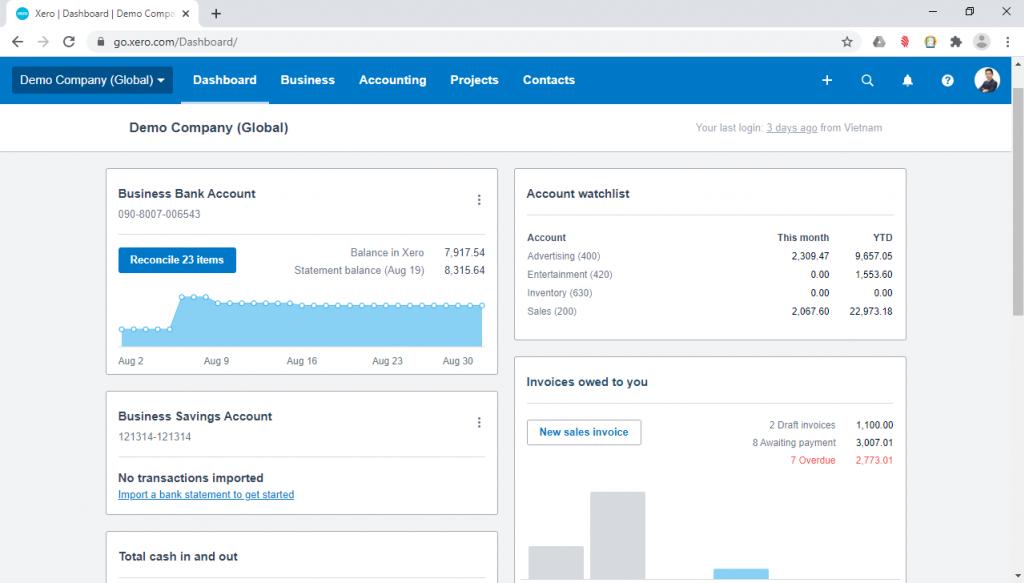 xero
Xero | Dashboard | Demo Compa
go.xero.com/Dashboard/
Demo Company (Global)
Dashboard
Business
Accounting
Projects
Contacts
Demo Company (Global)
Your last login: 3 days ago from Vietnam
Business Bank Account
090-8007-006543
Reconcile 23 items
Balance in Xero 7,917.54
Statement balance (Aug 19) 8,315.64
Aug 2 Aug 9 Aug 16 Aug 23 Aug 30
Business Savings Account
121314-121314
No transactions imported
Import a bank statement to get started
Total cash in and out
Account watchlist
Account This month YTD
Advertising (400) 2,309.47 9,657.05
Entertainment (420) 0.00 1,553.60
Inventory (630) 0.00 0.00
Sales (200) 2,067.60 22,973.18
Invoices owed to you
New sales invoice
2 Draft invoices 1,100.00
8 Awaiting payment 3,007.01
7 Overdue 2,773.01